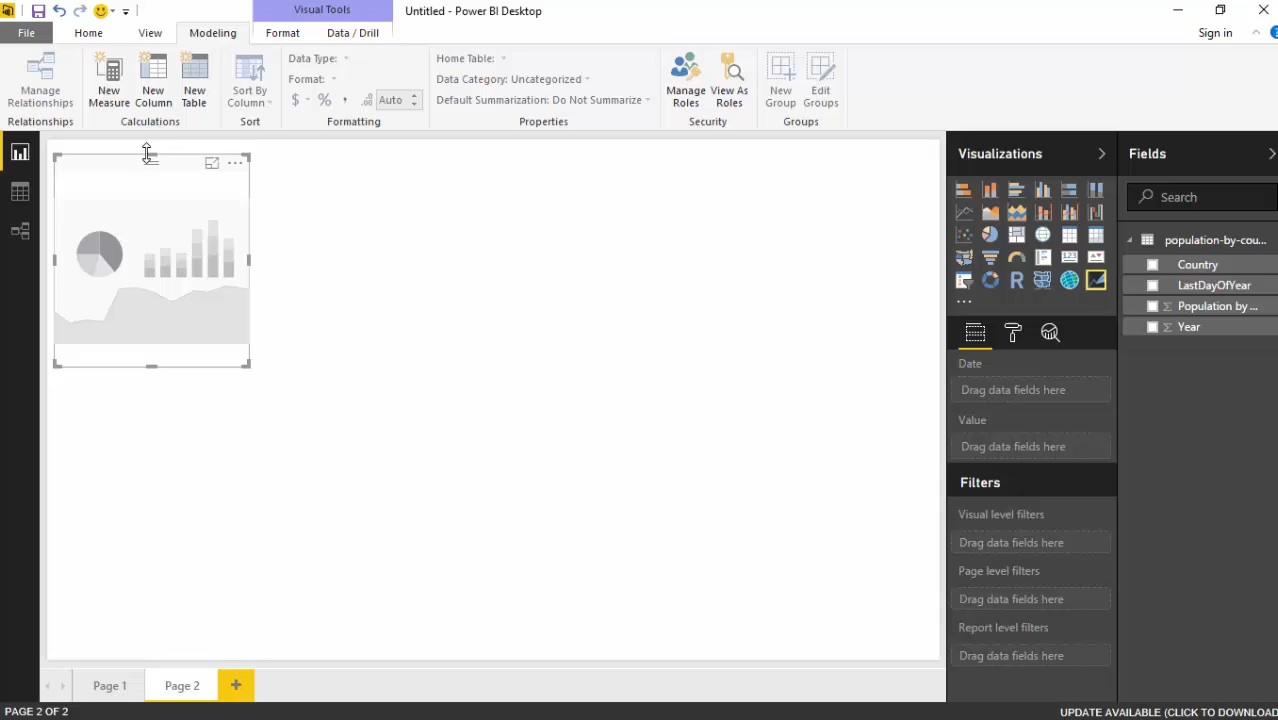 Visual Tools
Untitled - Power BI Desktop
File
Home
View
Modeling
Format
Data / Drill
Sign in
Manage Relationships
New Measure
New Column
New Table
Sort By Column
Data Type:
Format:
$ % , .00 Auto
Home Table:
Data Category: Uncategorized
Default Summarization: Do Not Summarize
Manage Roles
View As Roles
New Group
Edit Groups
Relationships
Calculations
Sort
Formatting
Properties
Security
Groups
Visualizations
Fields
Search
population-by-cou...
Country
LastDayOfYear
Σ Population by ...
Σ Year
R
Date
Drag data fields here
Value
Drag data fields here
Filters
Visual level filters
Drag data fields here
Page level filters
Drag data fields here
Report level filters
Drag data fields here
Page 1
Page 2
PAGE 2 OF 2
UPDATE AVAILABLE (CLICK TO DOWNLOAD